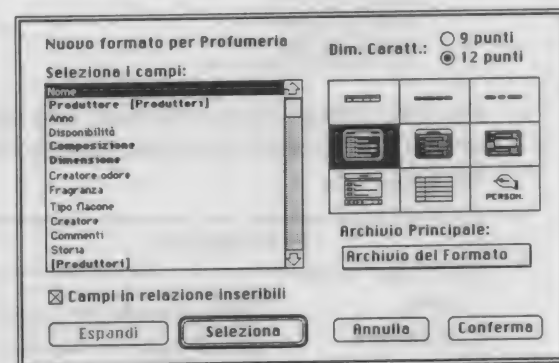 Nuovo formato per Profumeria
Dim. Caratt.:
9 punti
12 punti
Seleziona i campi:
Nome
Produttore [Produttori]
Anno
Disponibilità
Composizione
Dimensione
Creatore odore
Fragranza
Tipo flacone
Creatore
Commenti
Storia
[Produttori]
PERSON.
Archivio Principale:
Archivio del Formato
Campi in relazione inseribili
Espandi
Seleziona
Annulla
Conferma